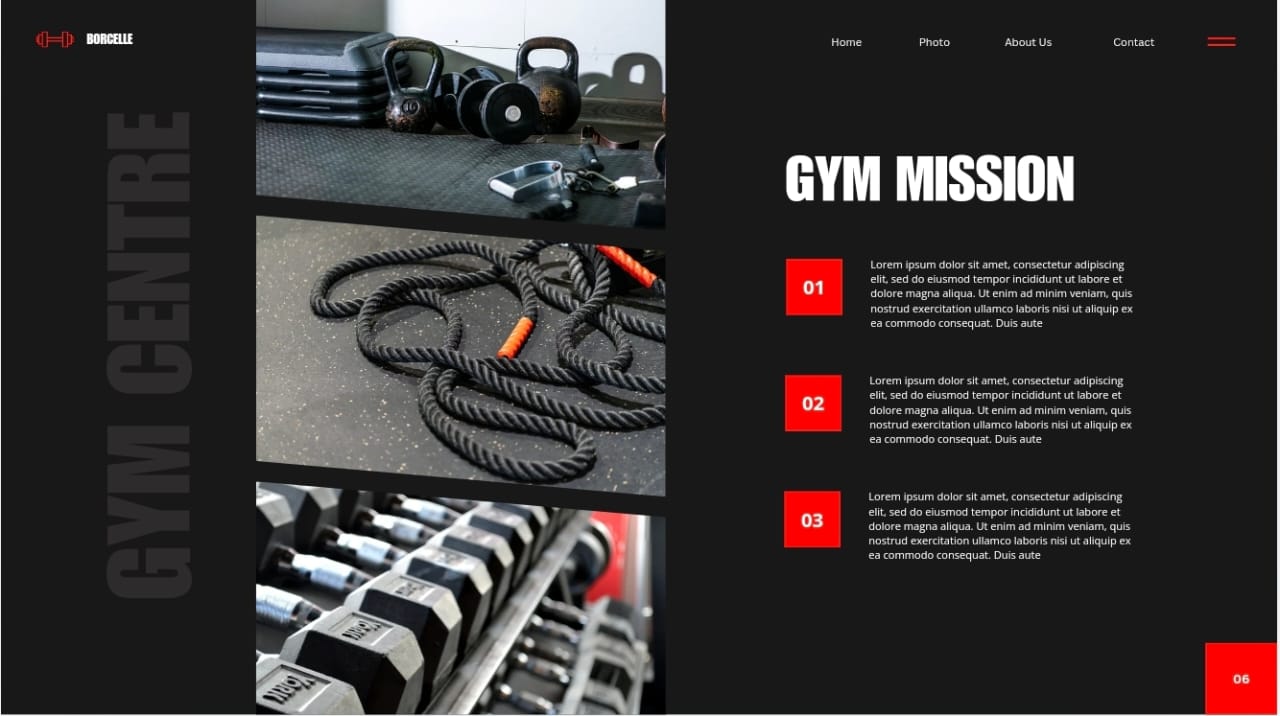 BORCELLE
Home
Photo
About Us
Contact
GYM CENTRE
GYM MISSION
01
Lorem ipsum dolor sit amet, consectetur adipiscing
elit, sed do eiusmod tempor incididunt ut labore et
dolore magna aliqua. Ut enim ad minim veniam, quis
nostrud exercitation ullamco laboris nisi ut aliquip ex
ea commodo consequat. Duis aute
02
Lorem ipsum dolor sit amet, consectetur adipiscing
elit, sed do eiusmod tempor incididunt ut labore et
dolore magna aliqua. Ut enim ad minim veniam, quis
nostrud exercitation ullamco laboris nisi ut aliquip ex
ea commodo consequat. Duis aute
03
Lorem ipsum dolor sit amet, consectetur adipiscing
elit, sed do eiusmod tempor incididunt ut labore et
dolore magna aliqua. Ut enim ad minim veniam, quis
nostrud exercitation ullamco laboris nisi ut aliquip ex
ea commodo consequat. Duis aute
YORK
YORK
06